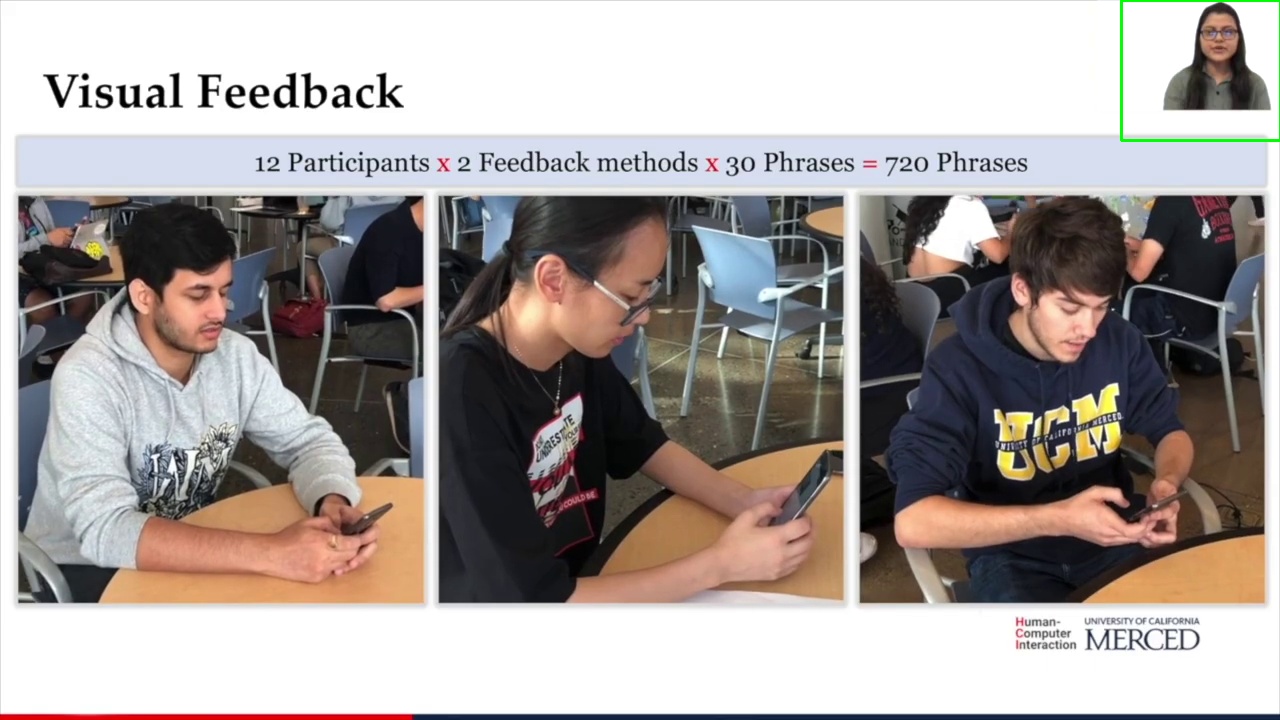 Visual Feedback
12 Participants x 2 Feedback methods x 30 Phrases = 720 Phrases
UCM
UNIVERSITY OF CALIFORNIA, MERCED
COULD BE
Human-
Computer
Interaction
UNIVERSITY OF CALIFORNIA
MERCED